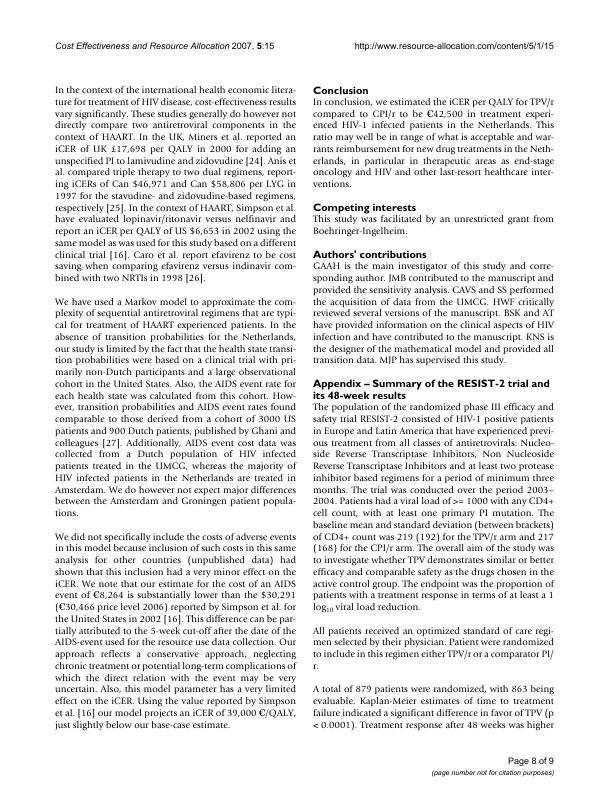 Cost Effectiveness and Resource Allocation 2007, 5:15
http://www.resource-allocation.com/content/5/1/15
In the context of the international health economic litera-
ture for treatment of HIV disease, cost-effectiveness results
vary significantly. These studies generally do however not
directly compare two antiretroviral components in the
context of HAART. In the UK, Miners et al. reported an
iCER of UK £17,698 per QALY in 2000 for adding an
unspecified PI to lamivudine and zidovudine [24]. Anis et
al. compared triple therapy to two dual regimens, report-
ing iCERs of Can $46,971 and Can $58,806 per LYG in
1997 for the stavudine- and zidovudine-based regimens,
respectively [25]. In the context of HAART, Simpson et al.
have evaluated lopinavir/ritonavir versus nelfinavir and
report an iCER per QALY of US $6,653 in 2002 using the
same model as was used for this study based on a different
clinical trial [16]. Caro et al. report efavirenz to be cost
saving when comparing efavirenz versus indinavir com-
bined with two NRTIs in 1998 [26].
We have used a Markov model to approximate the com-
plexity of sequential antiretroviral regimens that are typi-
cal for treatment of HAART experienced patients. In the
absence of transition probabilities for the Netherlands,
our study is limited by the fact that the health state transi-
tion probabilities were based on a clinical trial with pri-
marily non-Dutch participants and a large observational
cohort in the United States. Also, the AIDS event rate for
each health state was calculated from this cohort. How-
ever, transition probabilities and AIDS event rates found
comparable to those derived from a cohort of 3000 US
patients and 900 Dutch patients, published by Ghani and
colleagues [27]. Additionally, AIDS event cost data was
collected from a Dutch population of HIV infected
patients treated in the UMCG, whereas the majority of
HIV infected patients in the Netherlands are treated in
Amsterdam. We do however not expect major differences
between the Amsterdam and Groningen patient popula-
tions.
We did not specifically include the costs of adverse events
in this model because inclusion of such costs in this same
analysis for other countries (unpublished data) had
shown that this inclusion had a very minor effect on the
iCER. We note that our estimate for the cost of an AIDS
event of €8,264 is substantially lower than the $30,291
(€30,466 price level 2006) reported by Simpson et al. for
the United States in 2002 [16]. This difference can be par-
tially attributed to the 5-week cut-off after the date of the
AIDS-event used for the resource use data collection. Our
approach reflects a conservative approach, neglecting
chronic treatment or potential long-term complications of
which the direct relation with the event may be very
uncertain. Also, this model parameter has a very limited
effect on the iCER. Using the value reported by Simpson
et al. [16] our model projects an iCER of 39,000 €/QALY,
just slightly below our base-case estimate.
Conclusion
In conclusion, we estimated the iCER per QALY for TPV/r
compared to CPI/r to be €42,500 in treatment experi-
enced HIV-1 infected patients in the Netherlands. This
ratio may well be in range of what is acceptable and war-
rants reimbursement for new drug treatments in the Neth-
erlands, in particular in therapeutic areas as end-stage
oncology and HIV and other last-resort healthcare inter-
ventions.
Competing interests
This study was facilitated by an unrestricted grant from
Boehringer-Ingelheim.
Authors' contributions
GAAH is the main investigator of this study and corre-
sponding author. JMB contributed to the manuscript and
provided the sensitivity analysis. CAVS and SS performed
the acquisition of data from the UMCG. HWF critically
reviewed several versions of the manuscript. BSK and AT
have provided information on the clinical aspects of HIV
infection and have contributed to the manuscript. KNS is
the designer of the mathematical model and provided all
transition data. MJP has supervised this study.
Appendix – Summary of the RESIST-2 trial and
its 48-week results
The population of the randomized phase III efficacy and
safety trial RESIST-2 consisted of HIV-1 positive patients
in Europe and Latin America that have experienced previ-
ous treatment from all classes of antiretrovirals: Nucleo-
side Reverse Transcriptase Inhibitors, Non Nucleoside
Reverse Transcriptase Inhibitors and at least two protease
inhibitor based regimens for a period of minimum three
months. The trial was conducted over the period 2003–
2004. Patients had a viral load of >= 1000 with any CD4+
cell count, with at least one primary PI mutation. The
baseline mean and standard deviation (between brackets)
of CD4+ count was 219 (192) for the TPV/r arm and 217
(168) for the CPI/r arm. The overall aim of the study was
to investigate whether TPV demonstrates similar or better
efficacy and comparable safety as the drugs chosen in the
active control group. The endpoint was the proportion of
patients with a treatment response in terms of at least a 1
log10 viral load reduction.
All patients received an optimized standard of care regi-
men selected by their physician. Patient were randomized
to include in this regimen either TPV/r or a comparator PI/
r.
A total of 879 patients were randomized, with 863 being
evaluable. Kaplan-Meier estimates of time to treatment
failure indicated a significant difference in favor of TPV (p
< 0.0001). Treatment response after 48 weeks was higher
Page 8 of 9
(page number not for citation purposes)